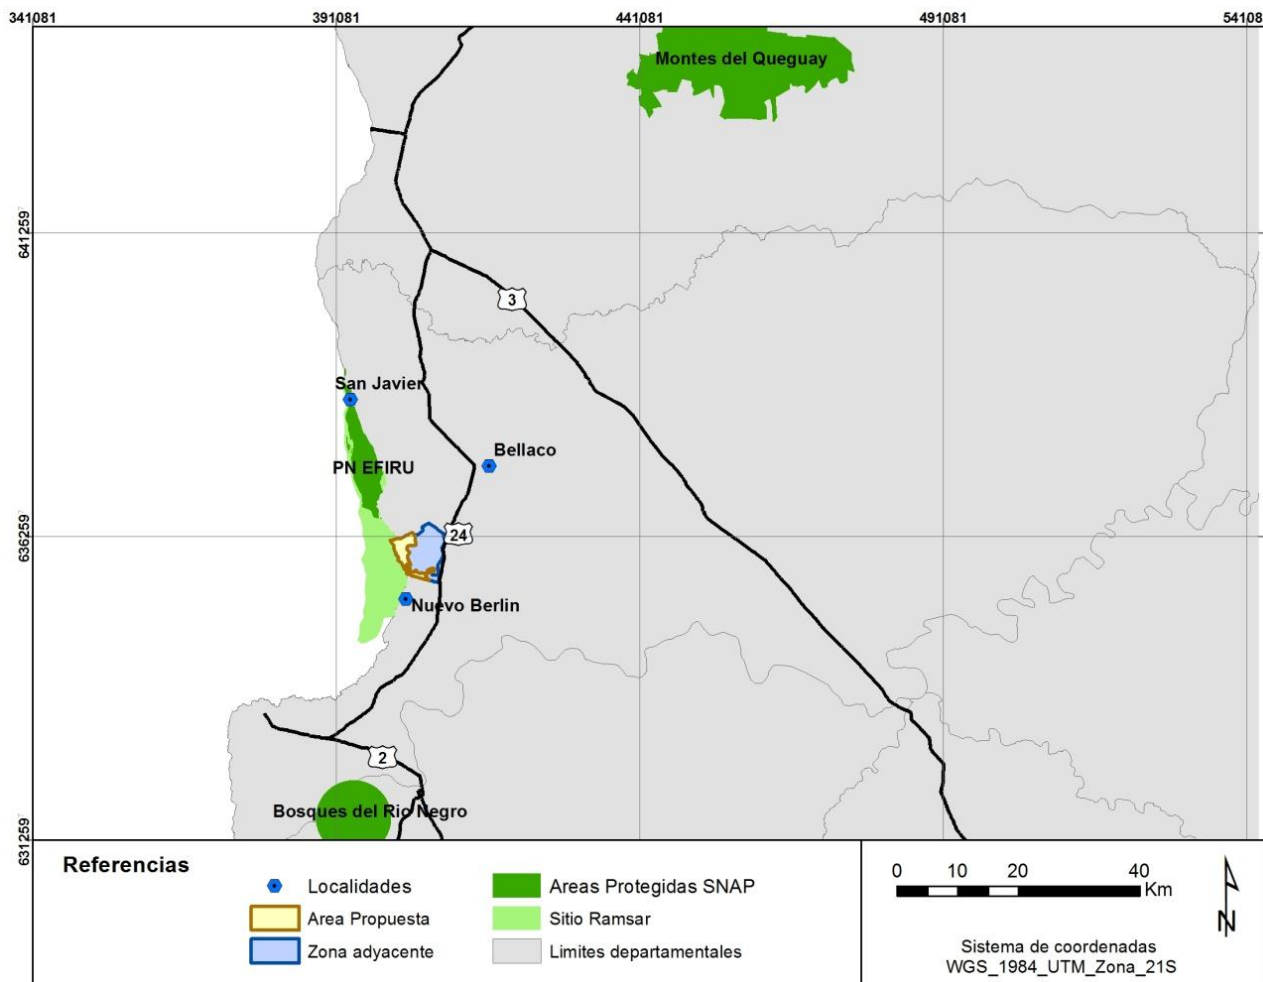 341081 391081 441081 491081 54108
Montes del Queguay
641259
3
San Javier
Bellaco
PN EFIRU
636259
24
Nuevo Berlin
2
Bosques del Rio Negro
631259
Referencias
Localidades
Area Propuesta
Zona adyacente
Areas Protegidas SNAP
Sitio Ramsar
Limites departamentales
0 10 20 40
Km
N
Sistema de coordenadas
WGS_1984_UTM_Zona_21S